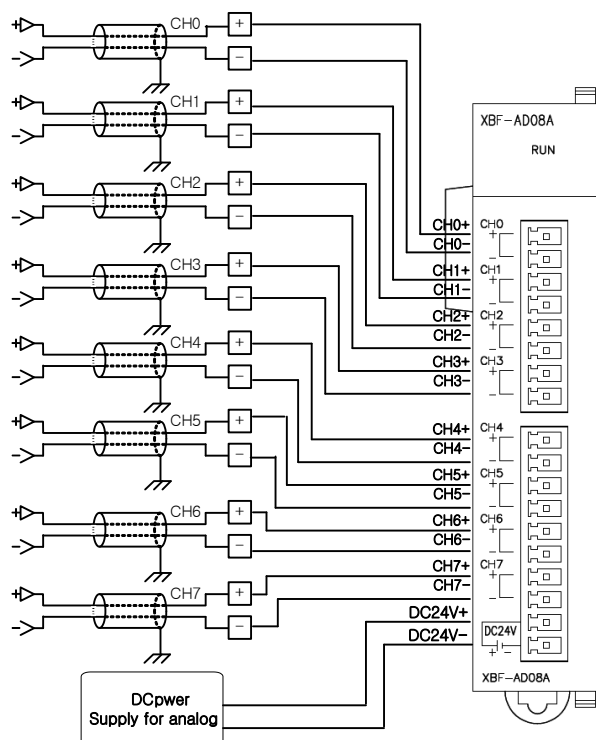 CH0 +
−
CH1 +
−
CH2 +
−
CH3 +
−
CH4 +
−
CH5 +
−
CH6 +
−
CH7 +
−
XBF-AD08A
RUN
CH0+ CH0
CH0-
CH1+ CH1
CH1-
CH2+ CH2
CH2-
CH3+ CH3
CH3-
CH4+ CH4
CH4-
CH5+ CH5
CH5-
CH6+ CH6
CH6-
CH7+ CH7
CH7-
DC24V+
DC24V- DC24V
+ -
XBF-AD08A
DCpower
Supply for analog